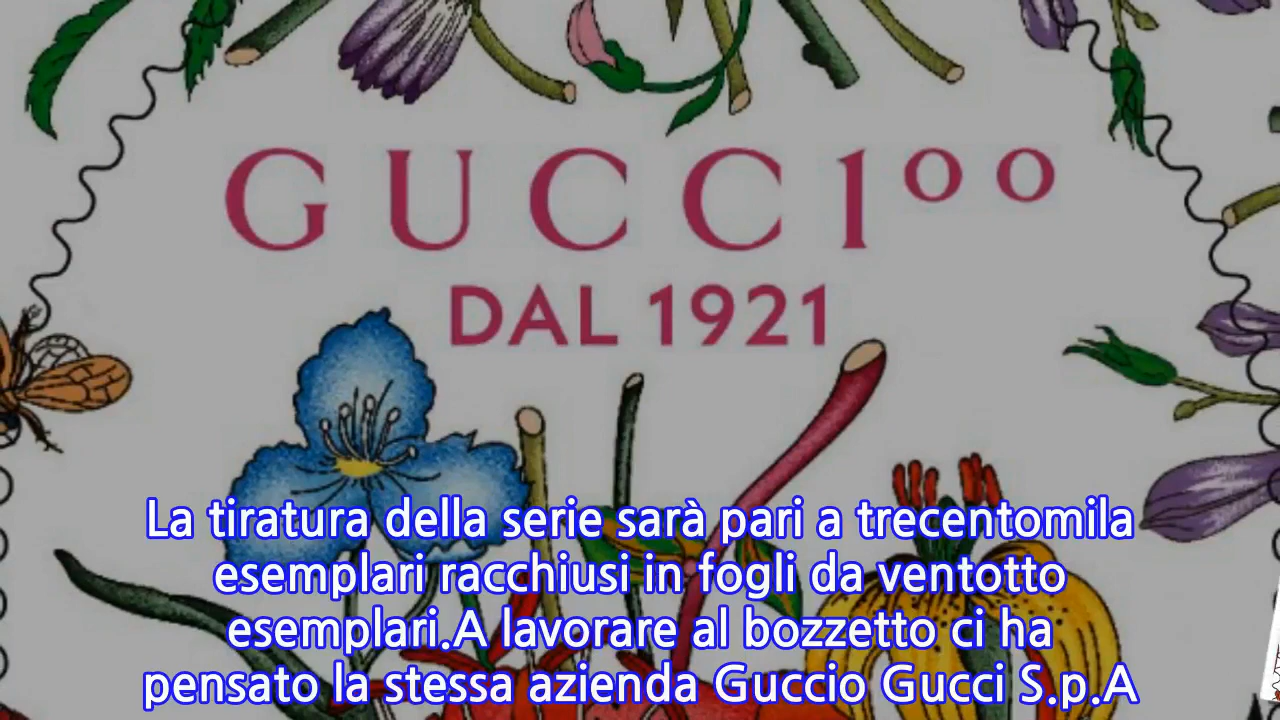 GUCCI¹⁰⁰
DAL 1921
La tiratura della serie sarà pari a trecentomila
esemplari racchiusi in fogli da ventotto
esemplari.A lavorare al bozzetto ci ha
pensato la stessa azienda Guccio Gucci S.p.A